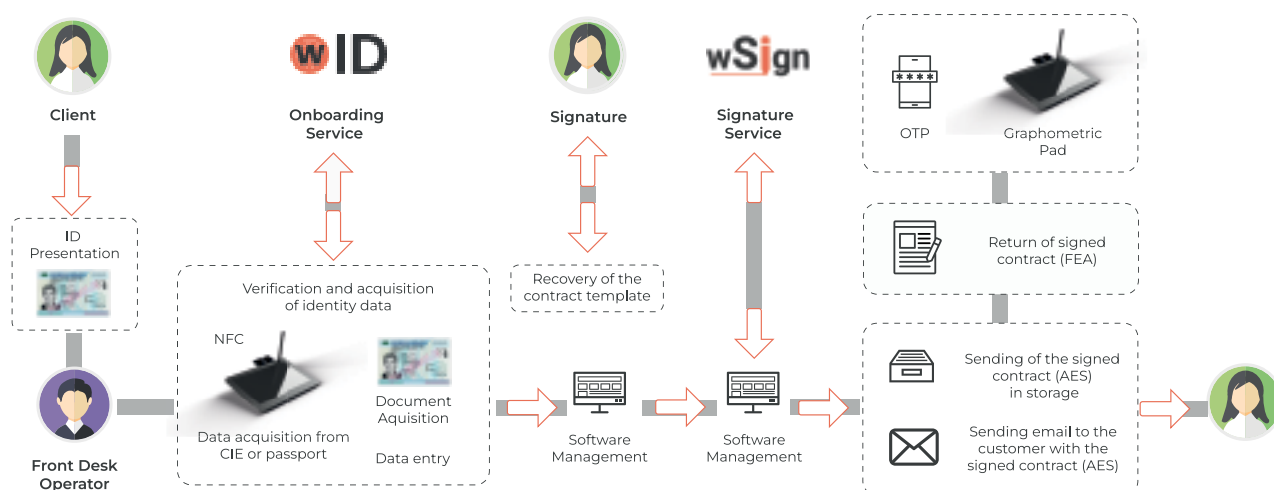 Client
wID
Onboarding
Service
Signature
wSign
Signature
Service
****
OTP
Graphometric
Pad
ID
Presentation
Verification and acquisition
of identity data
NFC
Document
Aquisition
Data acquisition from
CIE or passport
Data entry
Front Desk
Operator
Recovery of the
contract template
Software
Management
Software
Management
Return of signed
contract (FEA)
Sending of the signed
contract (AES)
in storage
Sending email to the
customer with the
signed contract (AES)